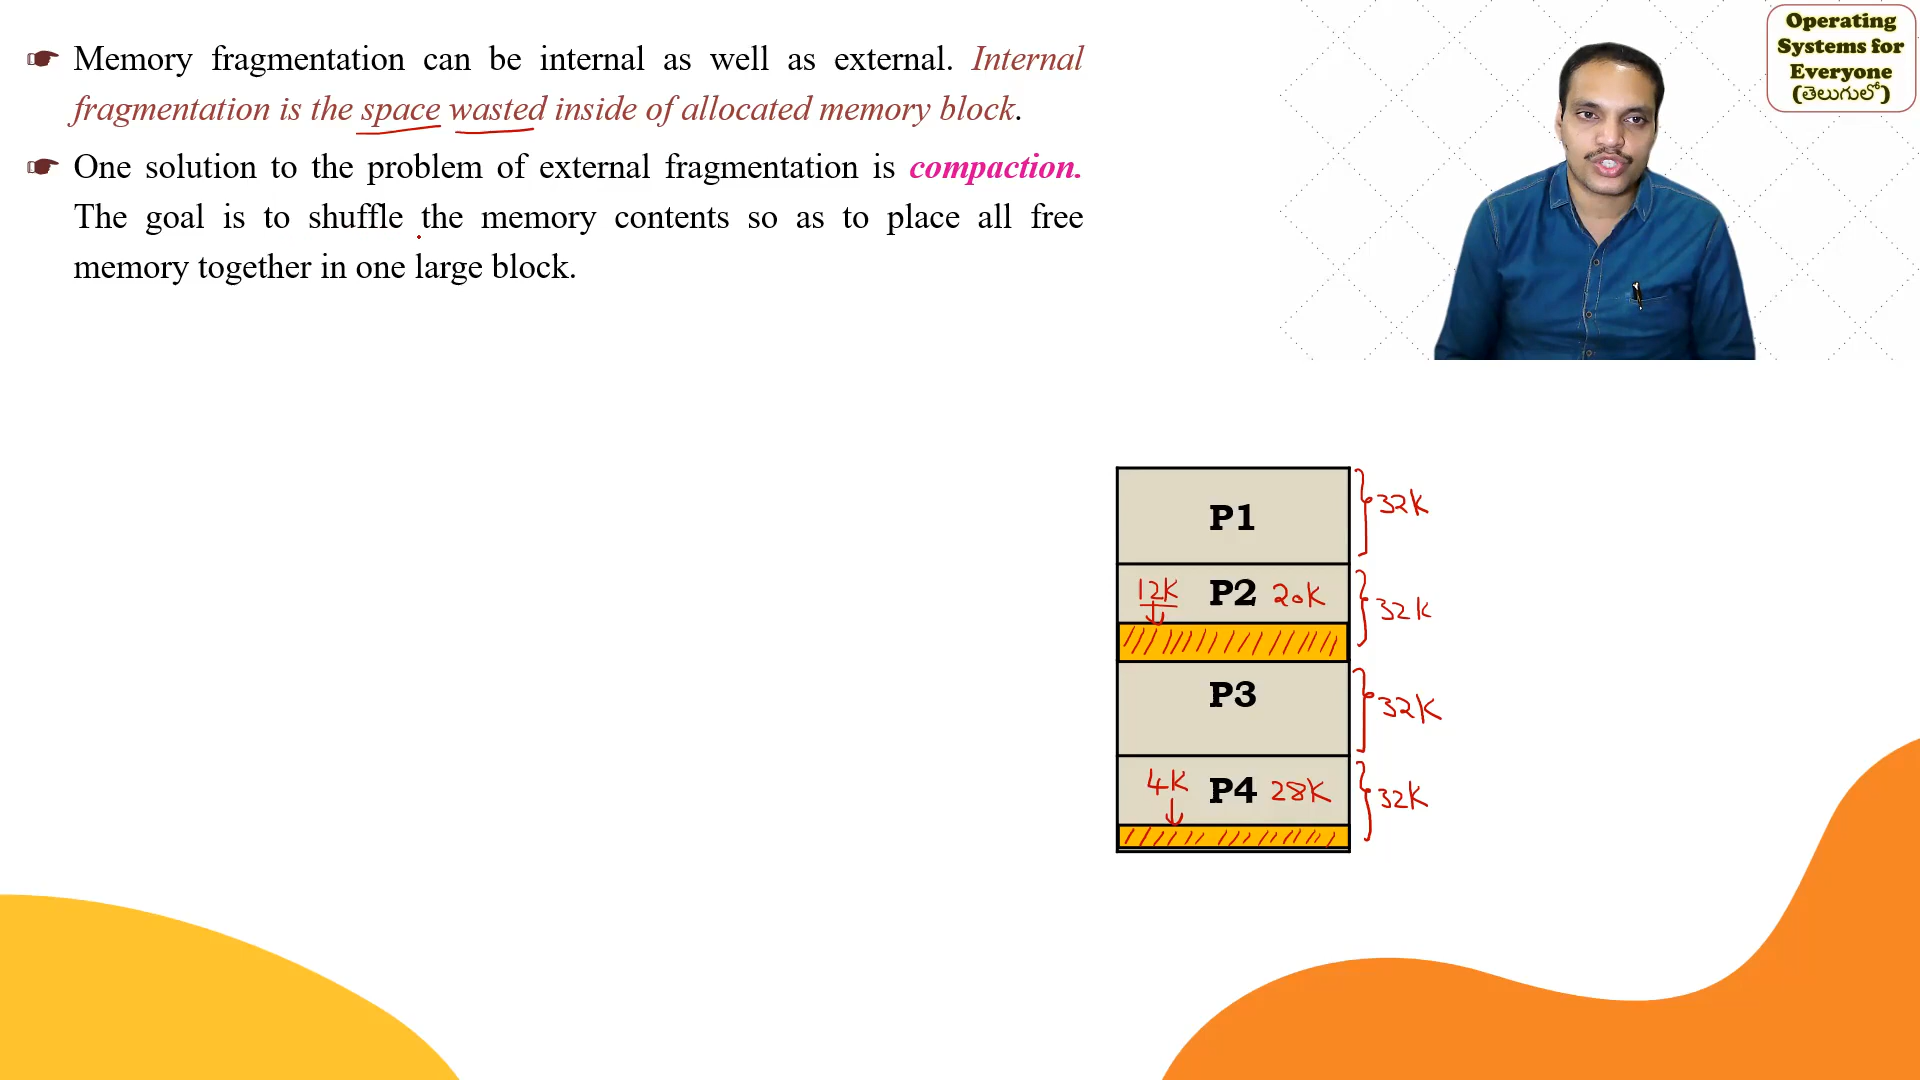 Memory fragmentation can be internal as well as external. Internal
fragmentation is the space wasted inside of allocated memory block.
One solution to the problem of external fragmentation is compaction.
The goal is to shuffle the memory contents so as to place all free
memory together in one large block.
Operating
Systems for
Everyone
(తెలుగులో)
P1
32K
12K P2 20K
32K
P3
32K
4K P4 28K
32K